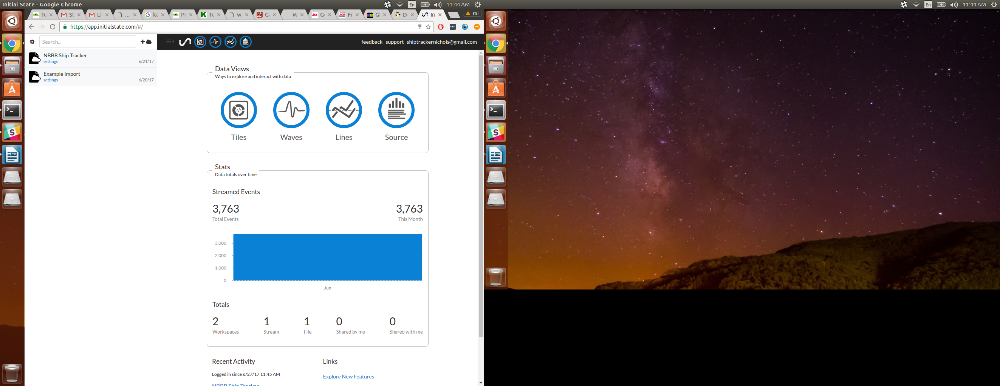 Initial State - Google Chrome
En
11:44 AM
En
11:44 AM
Tu
St
Li
...
ka
Po
Te
wi
Ga
W
Fr
In
rai
https://app.initialstate.com/#/
Search...
feedback support shiptrackernichols@gmail.com
NBBB Ship Tracker
settings
6/21/17
Example Import
settings
6/20/17
Data Views
Ways to explore and interact with data
Tiles
Waves
Lines
Source
Stats
Data totals over time
Streamed Events
3,763
3,763
Total Events
This Month
3,000
2,000
1,000
0
Jun
Totals
2
1
1
0
0
Workspaces
Stream
File
Shared by me
Shared with me
Recent Activity
Links
Logged in since 6/27/17 11:45 AM
Explore New Features
NBBB Ship Tracker